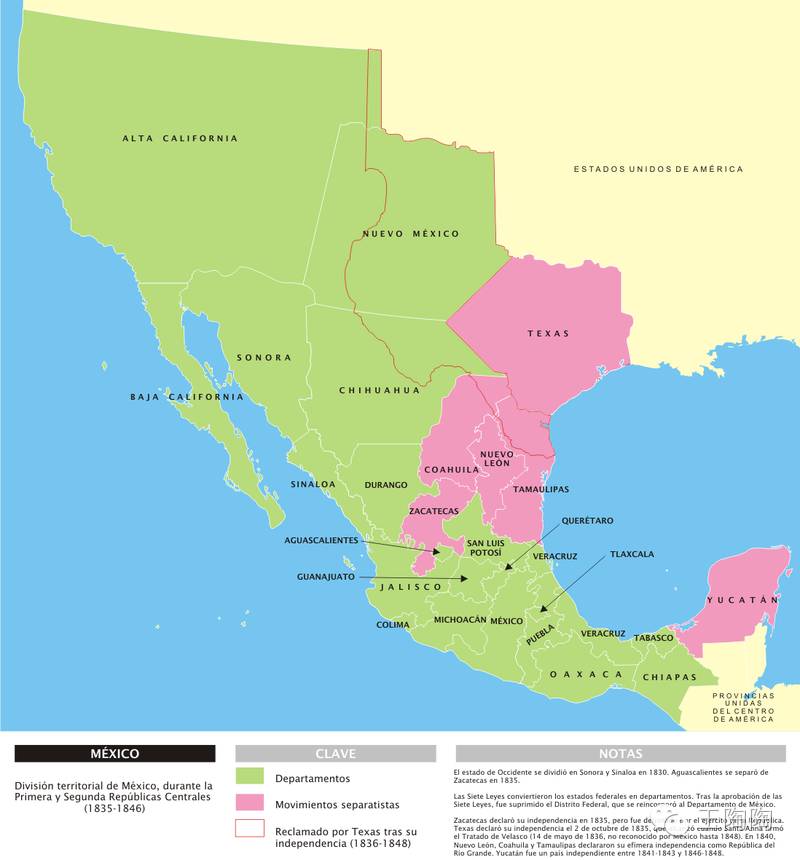 ALTA CALIFORNIA
ESTADOS UNIDOS DE AMÉRICA
NUEVO MÉXICO
TEXAS
SONORA
CHIHUAHUA
BAJA CALIFORNIA
NUEVO
LEÓN
COAHUILA
SINALOA
DURANGO
TAMAULIPAS
ZACATECAS
QUERÉTARO
AGUASCALIENTES
SAN LUIS
POTOSÍ
VERACRUZ
TLAXCALA
GUANAJUATO
JALISCO
YUCATÁN
COLIMA
MICHOACÁN
MÉXICO
PUEBLA
VERACRUZ
TABASCO
OAXACA
CHIAPAS
PROVINCIAS
UNIDAS
DEL CENTRO
DE AMÉRICA
MÉXICO
División territorial de México, durante la
Primera y Segunda Repúblicas Centrales
(1835-1846)
CLAVE
Departamentos
Movimientos separatistas
Reclamado por Texas tras su
independencia (1836-1848)
NOTAS
El estado de Occidente se dividió en Sonora y Sinaloa en 1830. Aguascalientes se separó de
Zacatecas en 1835.
Las Siete Leyes convirtieron los estados federales en departamentos. Tras la aprobación de las
Siete Leyes, fue suprimido el Distrito Federal, que se reincorporó al Departamento de México.
Zacatecas declaró su independencia en 1835, pero fue el ejército
Texas declaró su independencia el 2 de octubre de 1835, cuando Santa Anna firmó
el Tratado de Velasco (14 de mayo de 1836, no reconocido por México hasta 1848). En 1840,
Nuevo León, Coahuila y Tamaulipas declararon su efímera independencia como República del
Río Grande. Yucatán fue un país independiente entre 1841-1843 y 1846-1848.
王陶陶